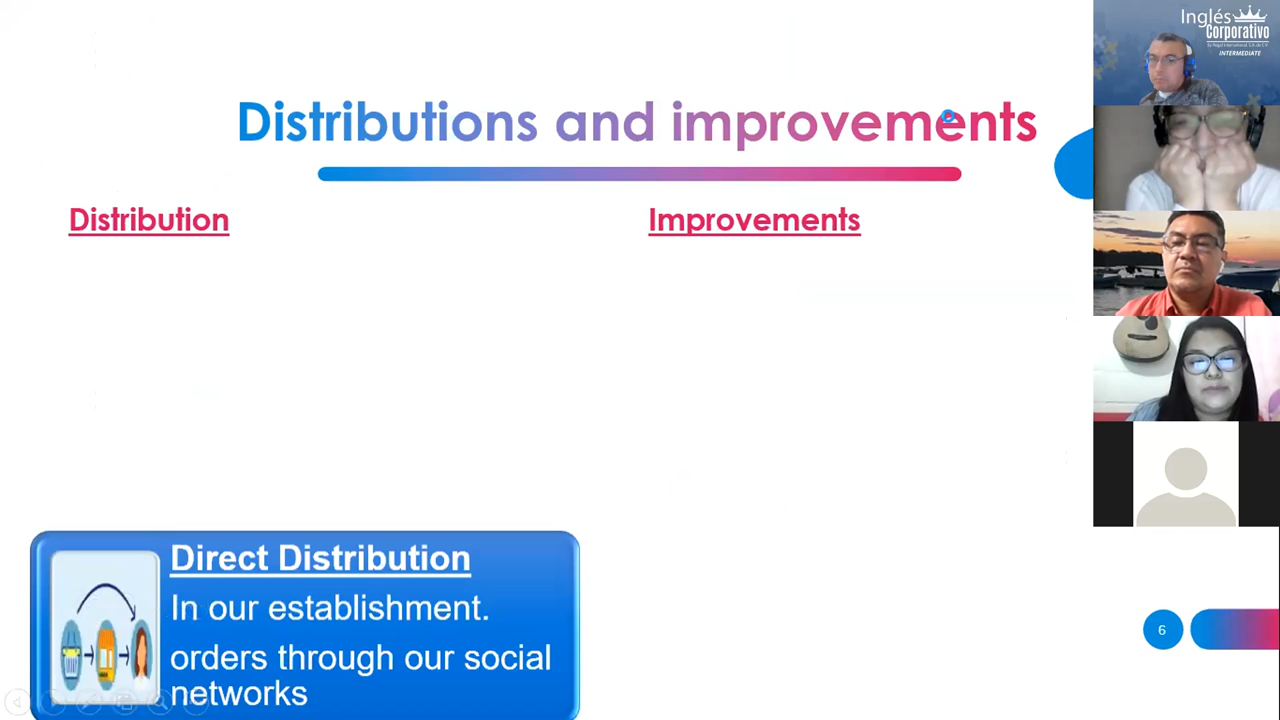 Inglés
Corporativo
INTERMEDIATE
Distributions and improvements
Distribution
Improvements
Direct Distribution
In our establishment.
orders through our social
networks
6